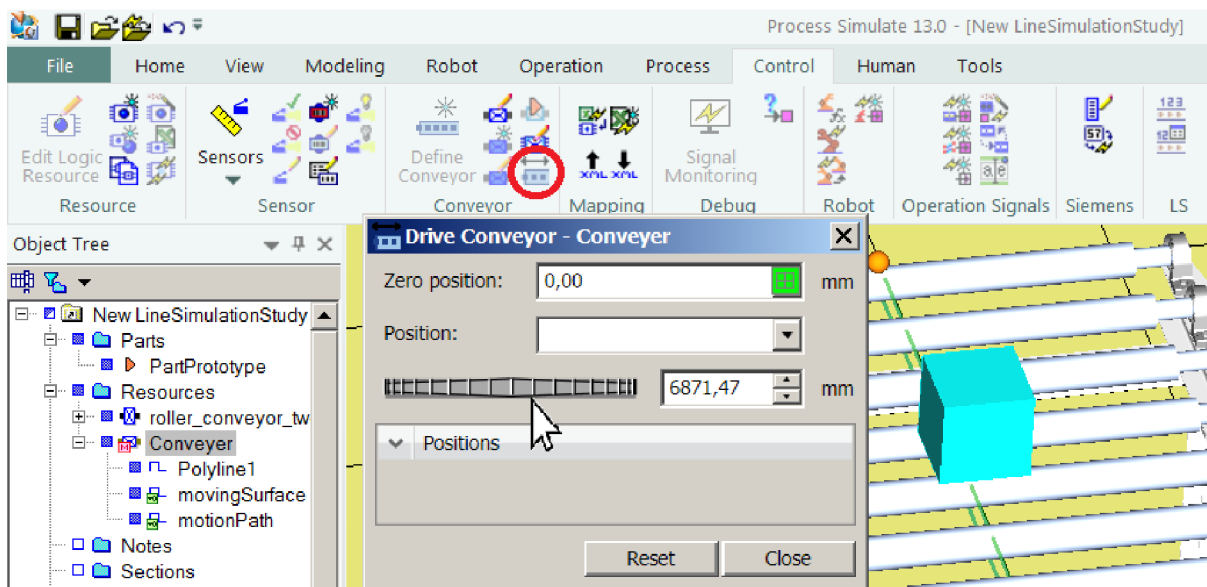 Process Simulate 13.0 - [New LineSimulationStudy]
File Home View Modeling Robot Operation Process Control Human Tools
Edit Logic
Resource
Sensors
Define
Conveyor
XML XML
Signal
Monitoring
a e
57
123
12
Resource Sensor Conveyor Mapping Debug Robot Operation Signals Siemens LS
Object Tree
New LineSimulationStudy
Parts
PartPrototype
Resources
roller_conveyor_tw
Conveyer
Polyline1
movingSurface
motionPath
Notes
Sections
Drive Conveyor - Conveyer
Zero position: 0,00 mm
Position:
6871,47 mm
Positions
Reset Close